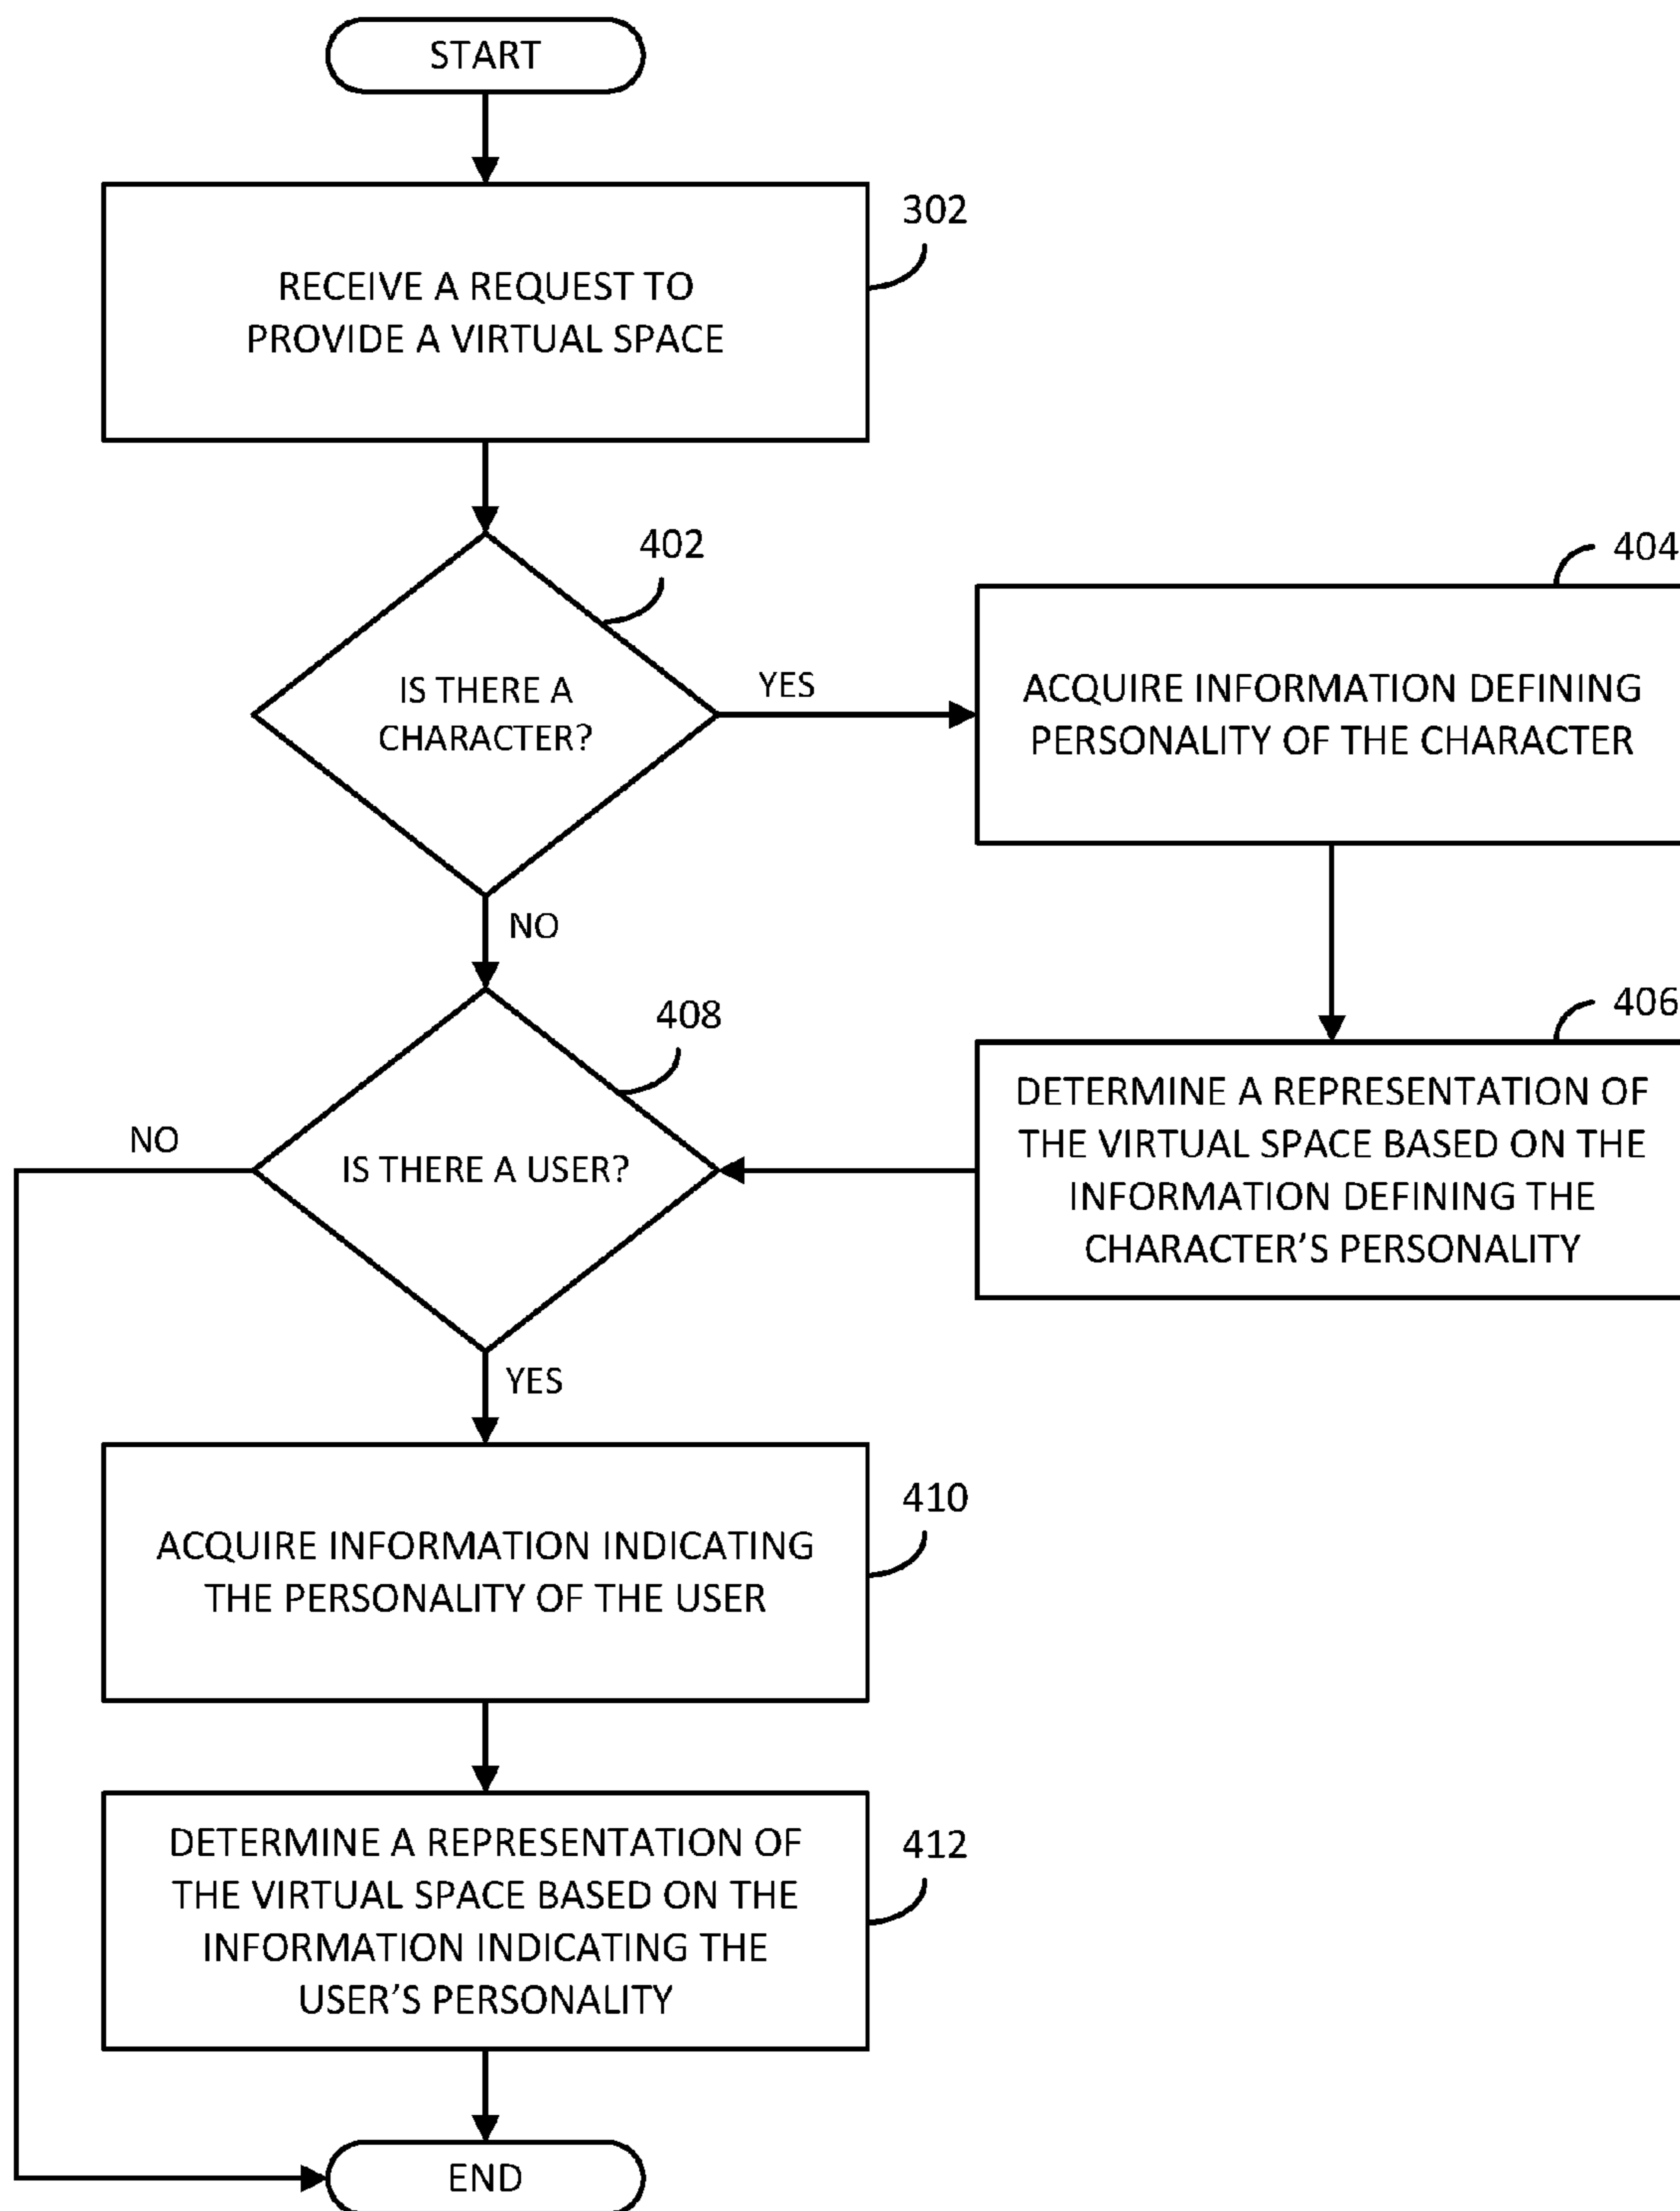 START
302
RECEIVE A REQUEST TO
PROVIDE A VIRTUAL SPACE
402
IS THERE A
CHARACTER?
YES
404
ACQUIRE INFORMATION DEFINING
PERSONALITY OF THE CHARACTER
NO
406
DETERMINE A REPRESENTATION OF
THE VIRTUAL SPACE BASED ON THE
INFORMATION DEFINING THE
CHARACTER’S PERSONALITY
408
NO
IS THERE A USER?
YES
410
ACQUIRE INFORMATION INDICATING
THE PERSONALITY OF THE USER
412
DETERMINE A REPRESENTATION OF
THE VIRTUAL SPACE BASED ON THE
INFORMATION INDICATING THE
USER’S PERSONALITY
END